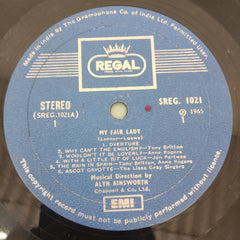 Made in India by The Gramophone Co. of India Ltd.
REGAL
STEREO
(SREG. 1021A)
1
SREG. 1021
℗ 1965
1
MY FAIR LADY
(Lerner-Loewe)
1. OVERTURE
2. WHY CAN'T THE ENGLISH—Tony Britton
3. WOULDN'T IT BE LOVERLY—Anne Rogers
4. WITH A LITTLE BIT OF LUCK—Jon Pertwee
5. THE RAIN IN SPAIN—Tony Britton, Anne Rogers
6. ASCOT GAVOTTE—The Lissa Gray Singers
Musical Direction by
ALYN AINSWORTH
Chappell & Co. Ltd.
EMI
This copyright record must not be publicly performed without